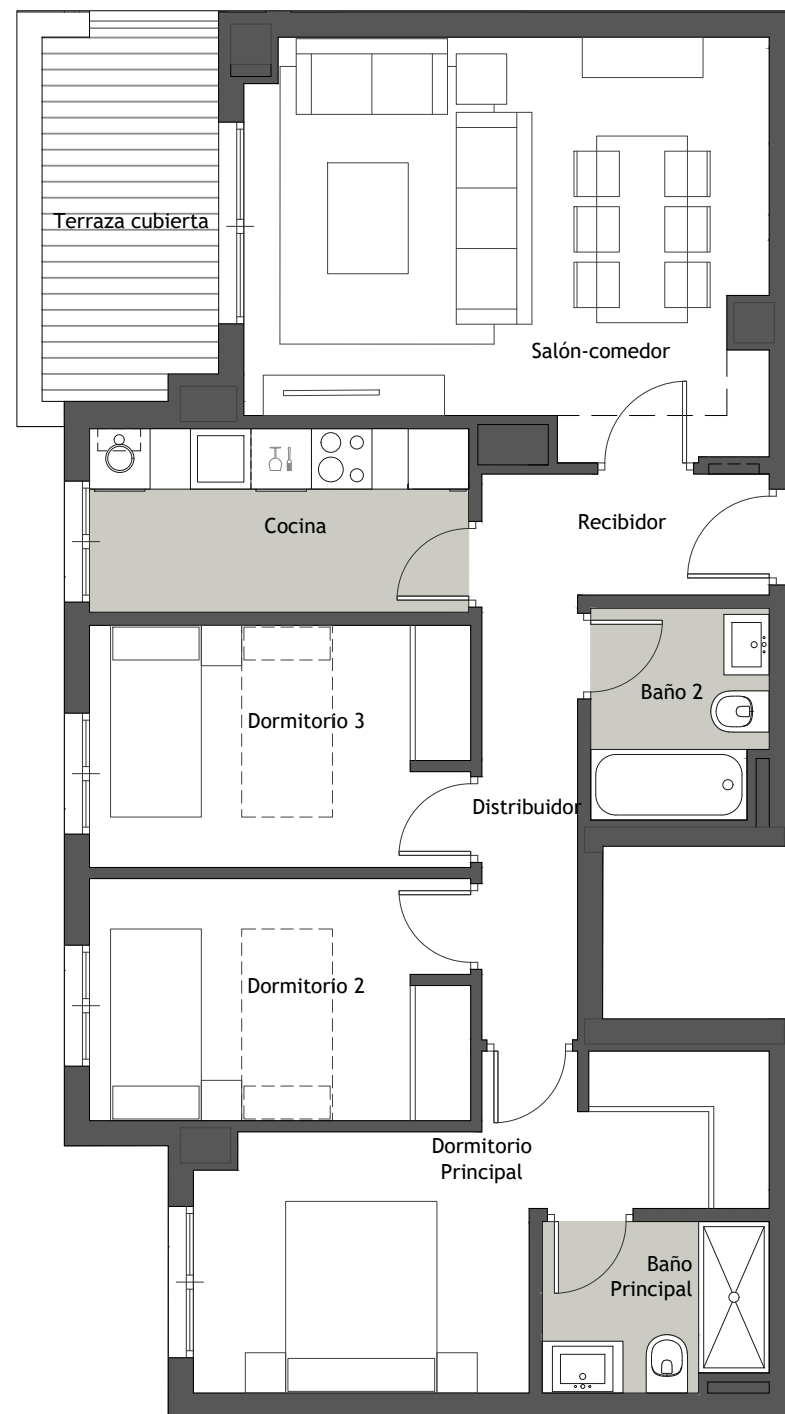 Terraza cubierta
Salón-comedor
Cocina
Recibidor
Baño 2
Dormitorio 3
Distribuidor
Dormitorio 2
Dormitorio
Principal
Baño
Principal